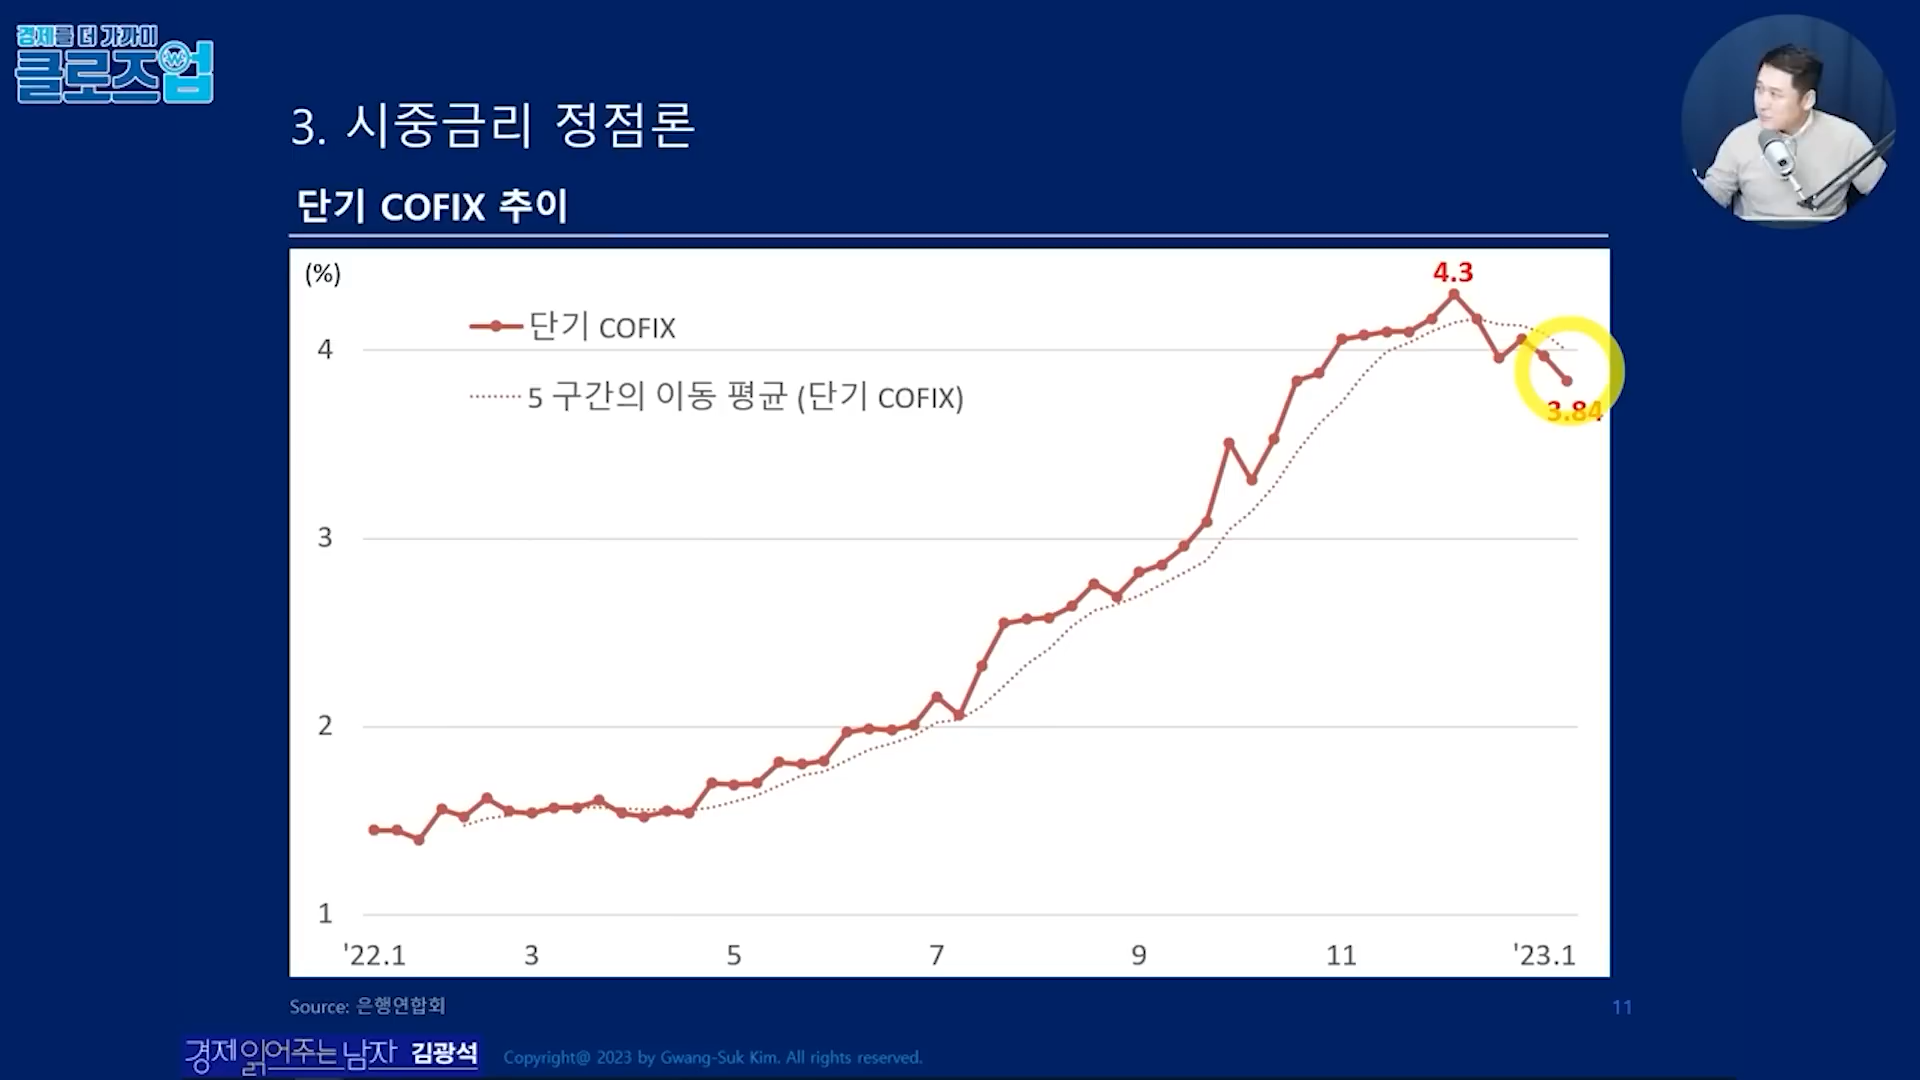 경제를 더 가까이
클로즈업
3. 시중금리 정점론
단기 COFIX 추이
(%)
4.3
단기 COFIX
4
5 구간의 이동 평균 (단기 COFIX)
3.84
3
2
1
'22.1 3 5 7 9 11 '23.1
Source: 은행연합회
11
경제 읽어주는 남자 김광석 Copyright@ 2023 by Gwang-Suk Kim. All rights reserved.